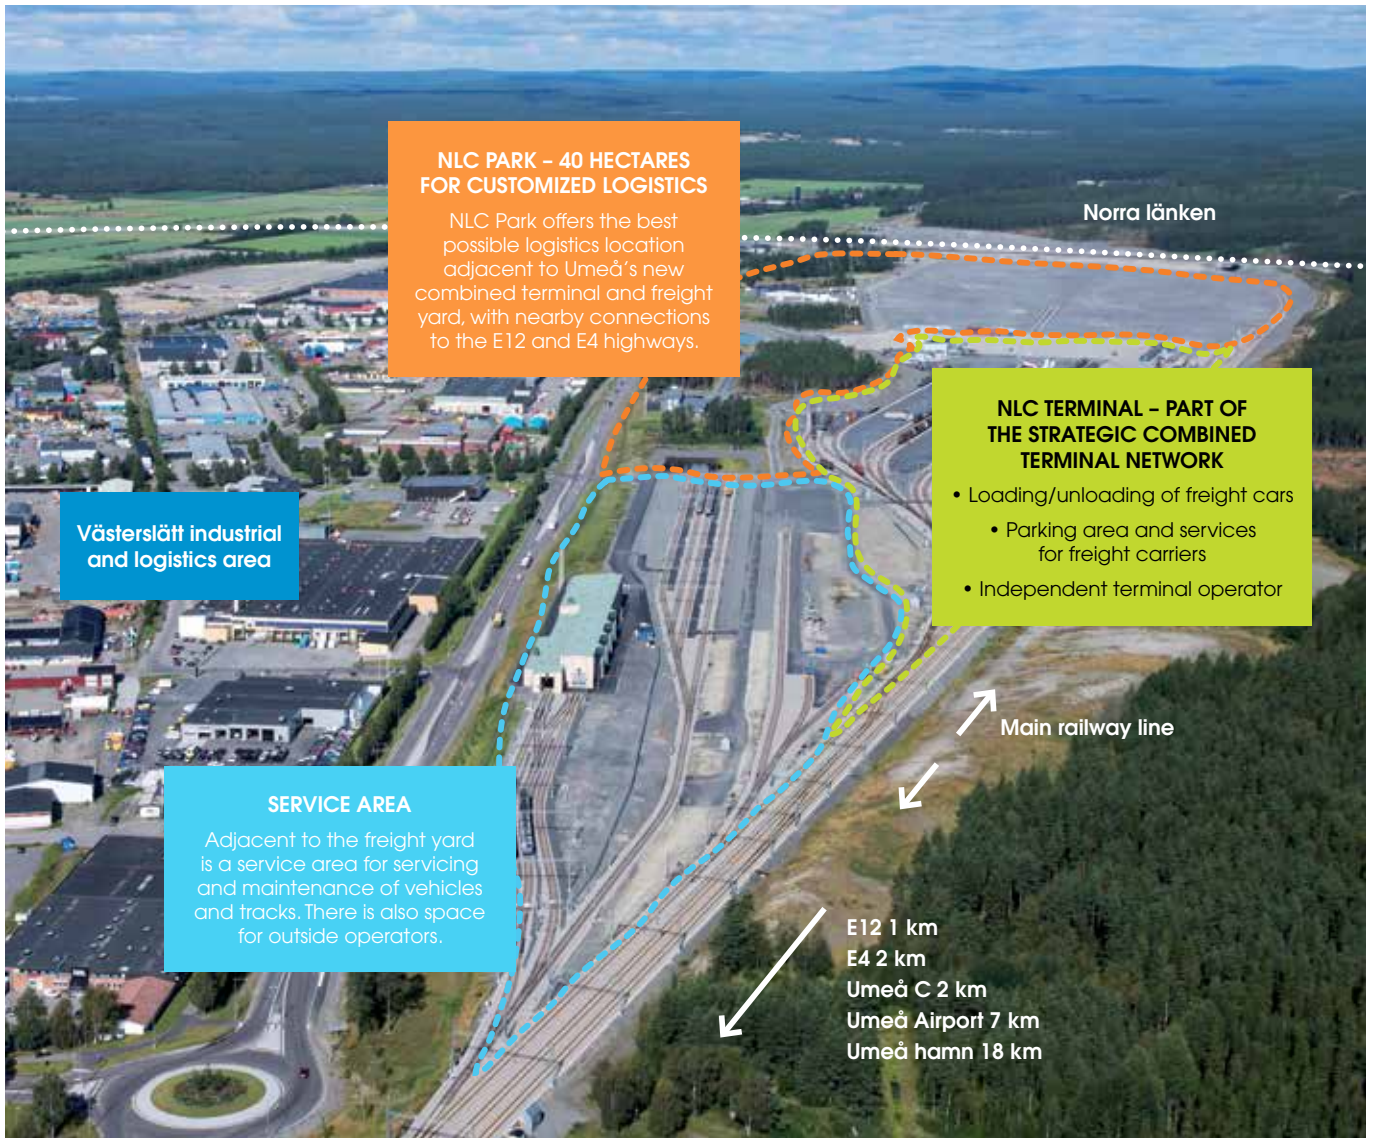 NLC PARK – 40 HECTARES
FOR CUSTOMIZED LOGISTICS
NLC Park offers the best
possible logistics location
adjacent to Umeå's new
combined terminal and freight
yard, with nearby connections
to the E12 and E4 highways.
Norra länken
NLC TERMINAL – PART OF
THE STRATEGIC COMBINED
TERMINAL NETWORK
• Loading/unloading of freight cars
• Parking area and services
for freight carriers
• Independent terminal operator
Västerslätt industrial
and logistics area
Main railway line
SERVICE AREA
Adjacent to the freight yard
is a service area for servicing
and maintenance of vehicles
and tracks. There is also space
for outside operators.
E12 1 km
E4 2 km
Umeå C 2 km
Umeå Airport 7 km
Umeå hamn 18 km